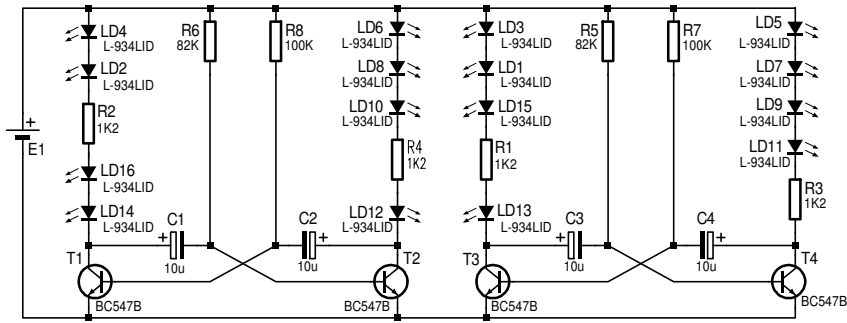 LD4
L-934LID
LD2
L-934LID
R2
1K2
LD16
L-934LID
LD14
L-934LID
R6
82K
R8
100K
LD6
L-934LID
LD8
L-934LID
LD10
L-934LID
R4
1K2
LD12
L-934LID
+
E1
C1
+
10u
C2
+
10u
T1
BC547B
T2
BC547B
LD3
L-934LID
LD1
L-934LID
LD15
L-934LID
R1
1K2
LD13
L-934LID
R5
82K
R7
100K
LD5
L-934LID
LD7
L-934LID
LD9
L-934LID
LD11
L-934LID
R3
1K2
C3
+
10u
C4
+
10u
T3
BC547B
T4
BC547B